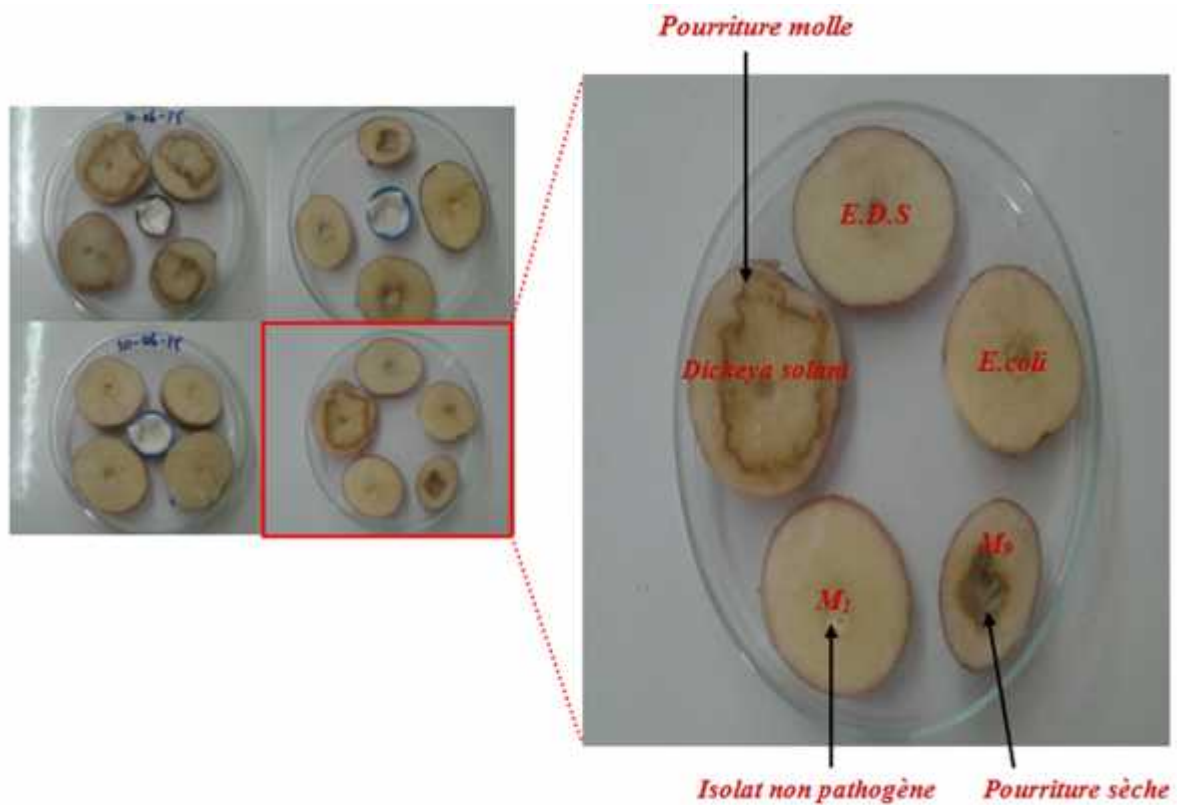 Pourriture molle
E.D.S
Dickeya solani
E.coli
M9
M1
Isolat non pathogène
Pourriture sèche